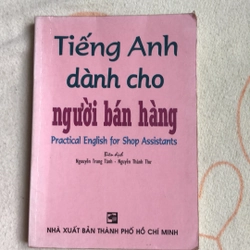 Tiếng Anh
dành cho
người bán hàng
Practical English for Shop Assistants
Biên dịch
Nguyễn Trung Tánh - Nguyễn Thành Thư
NHÀ XUẤT BẢN THÀNH PHỐ HỒ CHÍ MINH